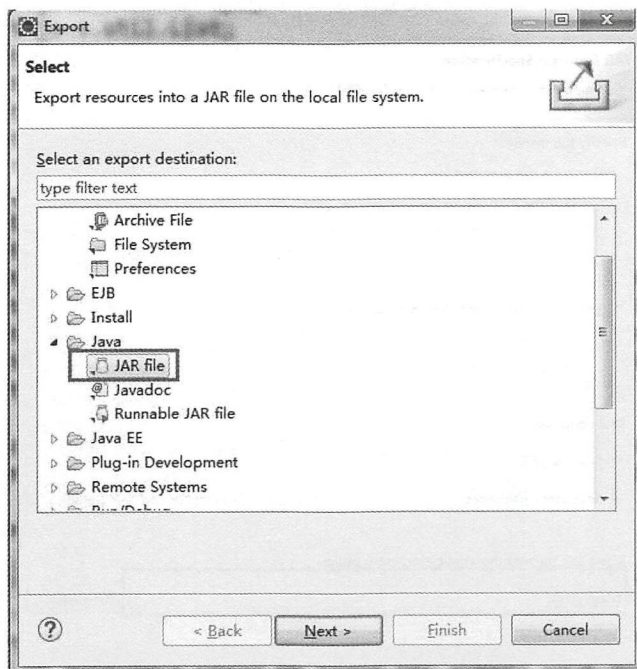 Export
Select
Export resources into a JAR file on the local file system.
Select an export destination:
type filter text
Archive File
File System
Preferences
EJB
Install
Java
JAR file
Javadoc
Runnable JAR file
Java EE
Plug-in Development
Remote Systems
Run/Debug
< Back
Next >
Finish
Cancel